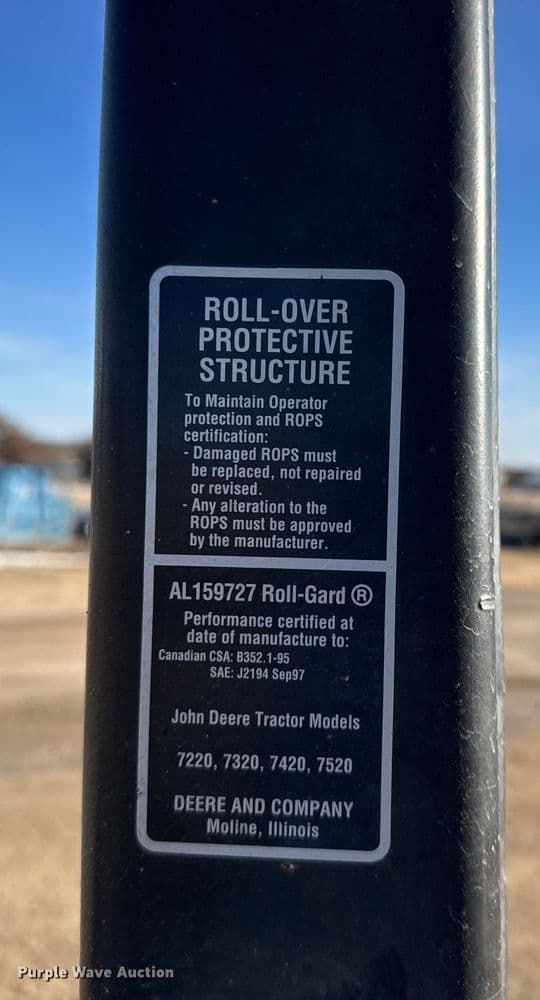 ROLL-OVER
PROTECTIVE
STRUCTURE
To Maintain Operator
protection and ROPS
certification:
- Damaged ROPS must
be replaced, not repaired
or revised.
- Any alteration to the
ROPS must be approved
by the manufacturer.
AL159727 Roll-Gard ®
Performance certified at
date of manufacture to:
Canadian CSA: B352.1-95
SAE: J2194 Sep97
John Deere Tractor Models
7220, 7320, 7420, 7520
DEERE AND COMPANY
Moline, Illinois
Purple Wave Auction